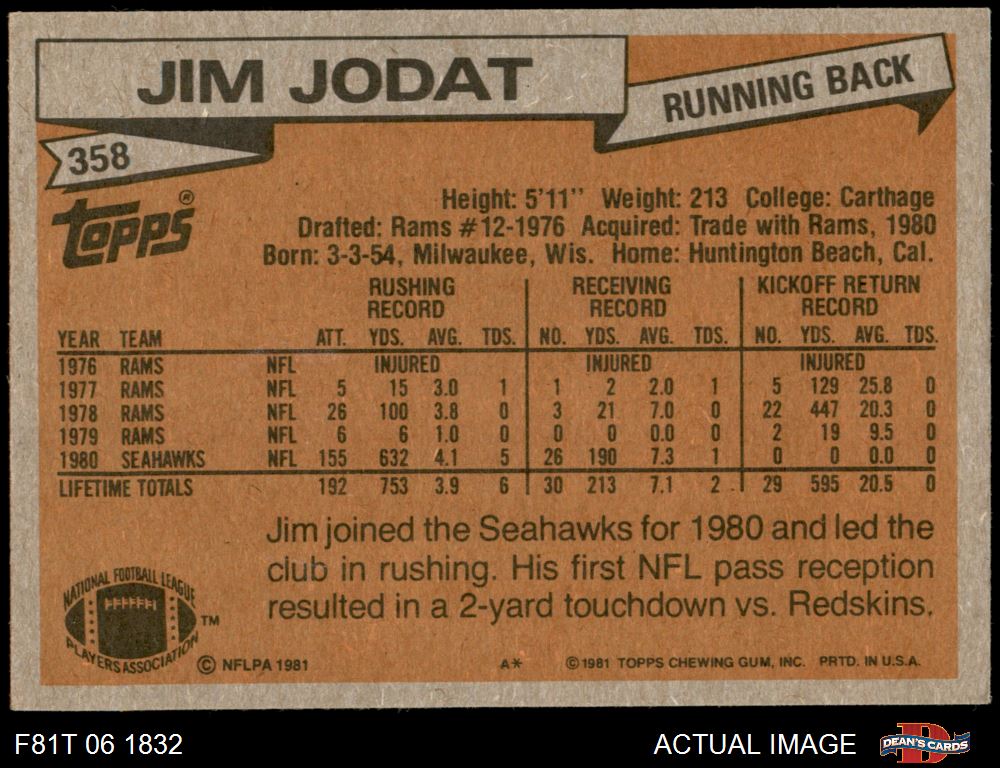 JIM JODAT
RUNNING BACK
358
topps®
Height: 5'11'' Weight: 213 College: Carthage
Drafted: Rams #12-1976 Acquired: Trade with Rams, 1980
Born: 3-3-54, Milwaukee, Wis. Home: Huntington Beach, Cal.
RUSHING RECORD RECEIVING RECORD KICKOFF RETURN RECORD
YEAR TEAM ATT. YDS. AVG. TDS. NO. YDS. AVG. TDS. NO. YDS. AVG. TDS.
1976 RAMS NFL INJURED INJURED INJURED
1977 RAMS NFL 5 15 3.0 1 1 2 2.0 1 5 129 25.8 0
1978 RAMS NFL 26 100 3.8 0 3 21 7.0 0 22 447 20.3 0
1979 RAMS NFL 6 6 1.0 0 0 0 0.0 0 2 19 9.5 0
1980 SEAHAWKS NFL 155 632 4.1 5 26 190 7.3 1 0 0 0.0 0
LIFETIME TOTALS 192 753 3.9 6 30 213 7.1 2 29 595 20.5 0
Jim joined the Seahawks for 1980 and led the
club in rushing. His first NFL pass reception
resulted in a 2-yard touchdown vs. Redskins.
NATIONAL FOOTBALL LEAGUE
PLAYERS ASSOCIATION
TM
© NFLPA 1981
A* © 1981 TOPPS CHEWING GUM, INC. PRTD. IN U.S.A.
F81T 06 1832
ACTUAL IMAGE
D
DEAN'S CARDS